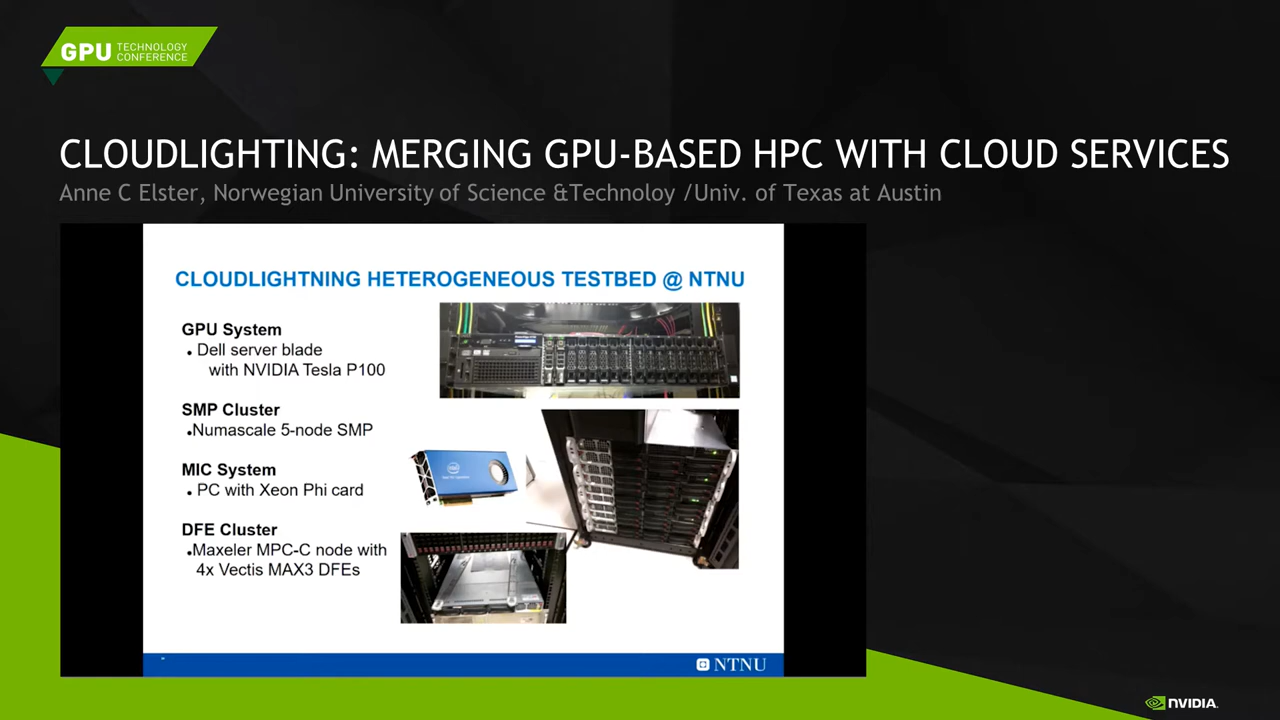 GPU TECHNOLOGY
CONFERENCE
CLOUDLIGHTING: MERGING GPU-BASED HPC WITH CLOUD SERVICES
Anne C Elster, Norwegian University of Science &Technoloy /Univ. of Texas at Austin
CLOUDLIGHTNING HETEROGENEOUS TESTBED @ NTNU
GPU System
• Dell server blade
with NVIDIA Tesla P100
SMP Cluster
•Numascale 5-node SMP
MIC System
• PC with Xeon Phi card
DFE Cluster
•Maxeler MPC-C node with
4x Vectis MAX3 DFEs
NTNU
NVIDIA.